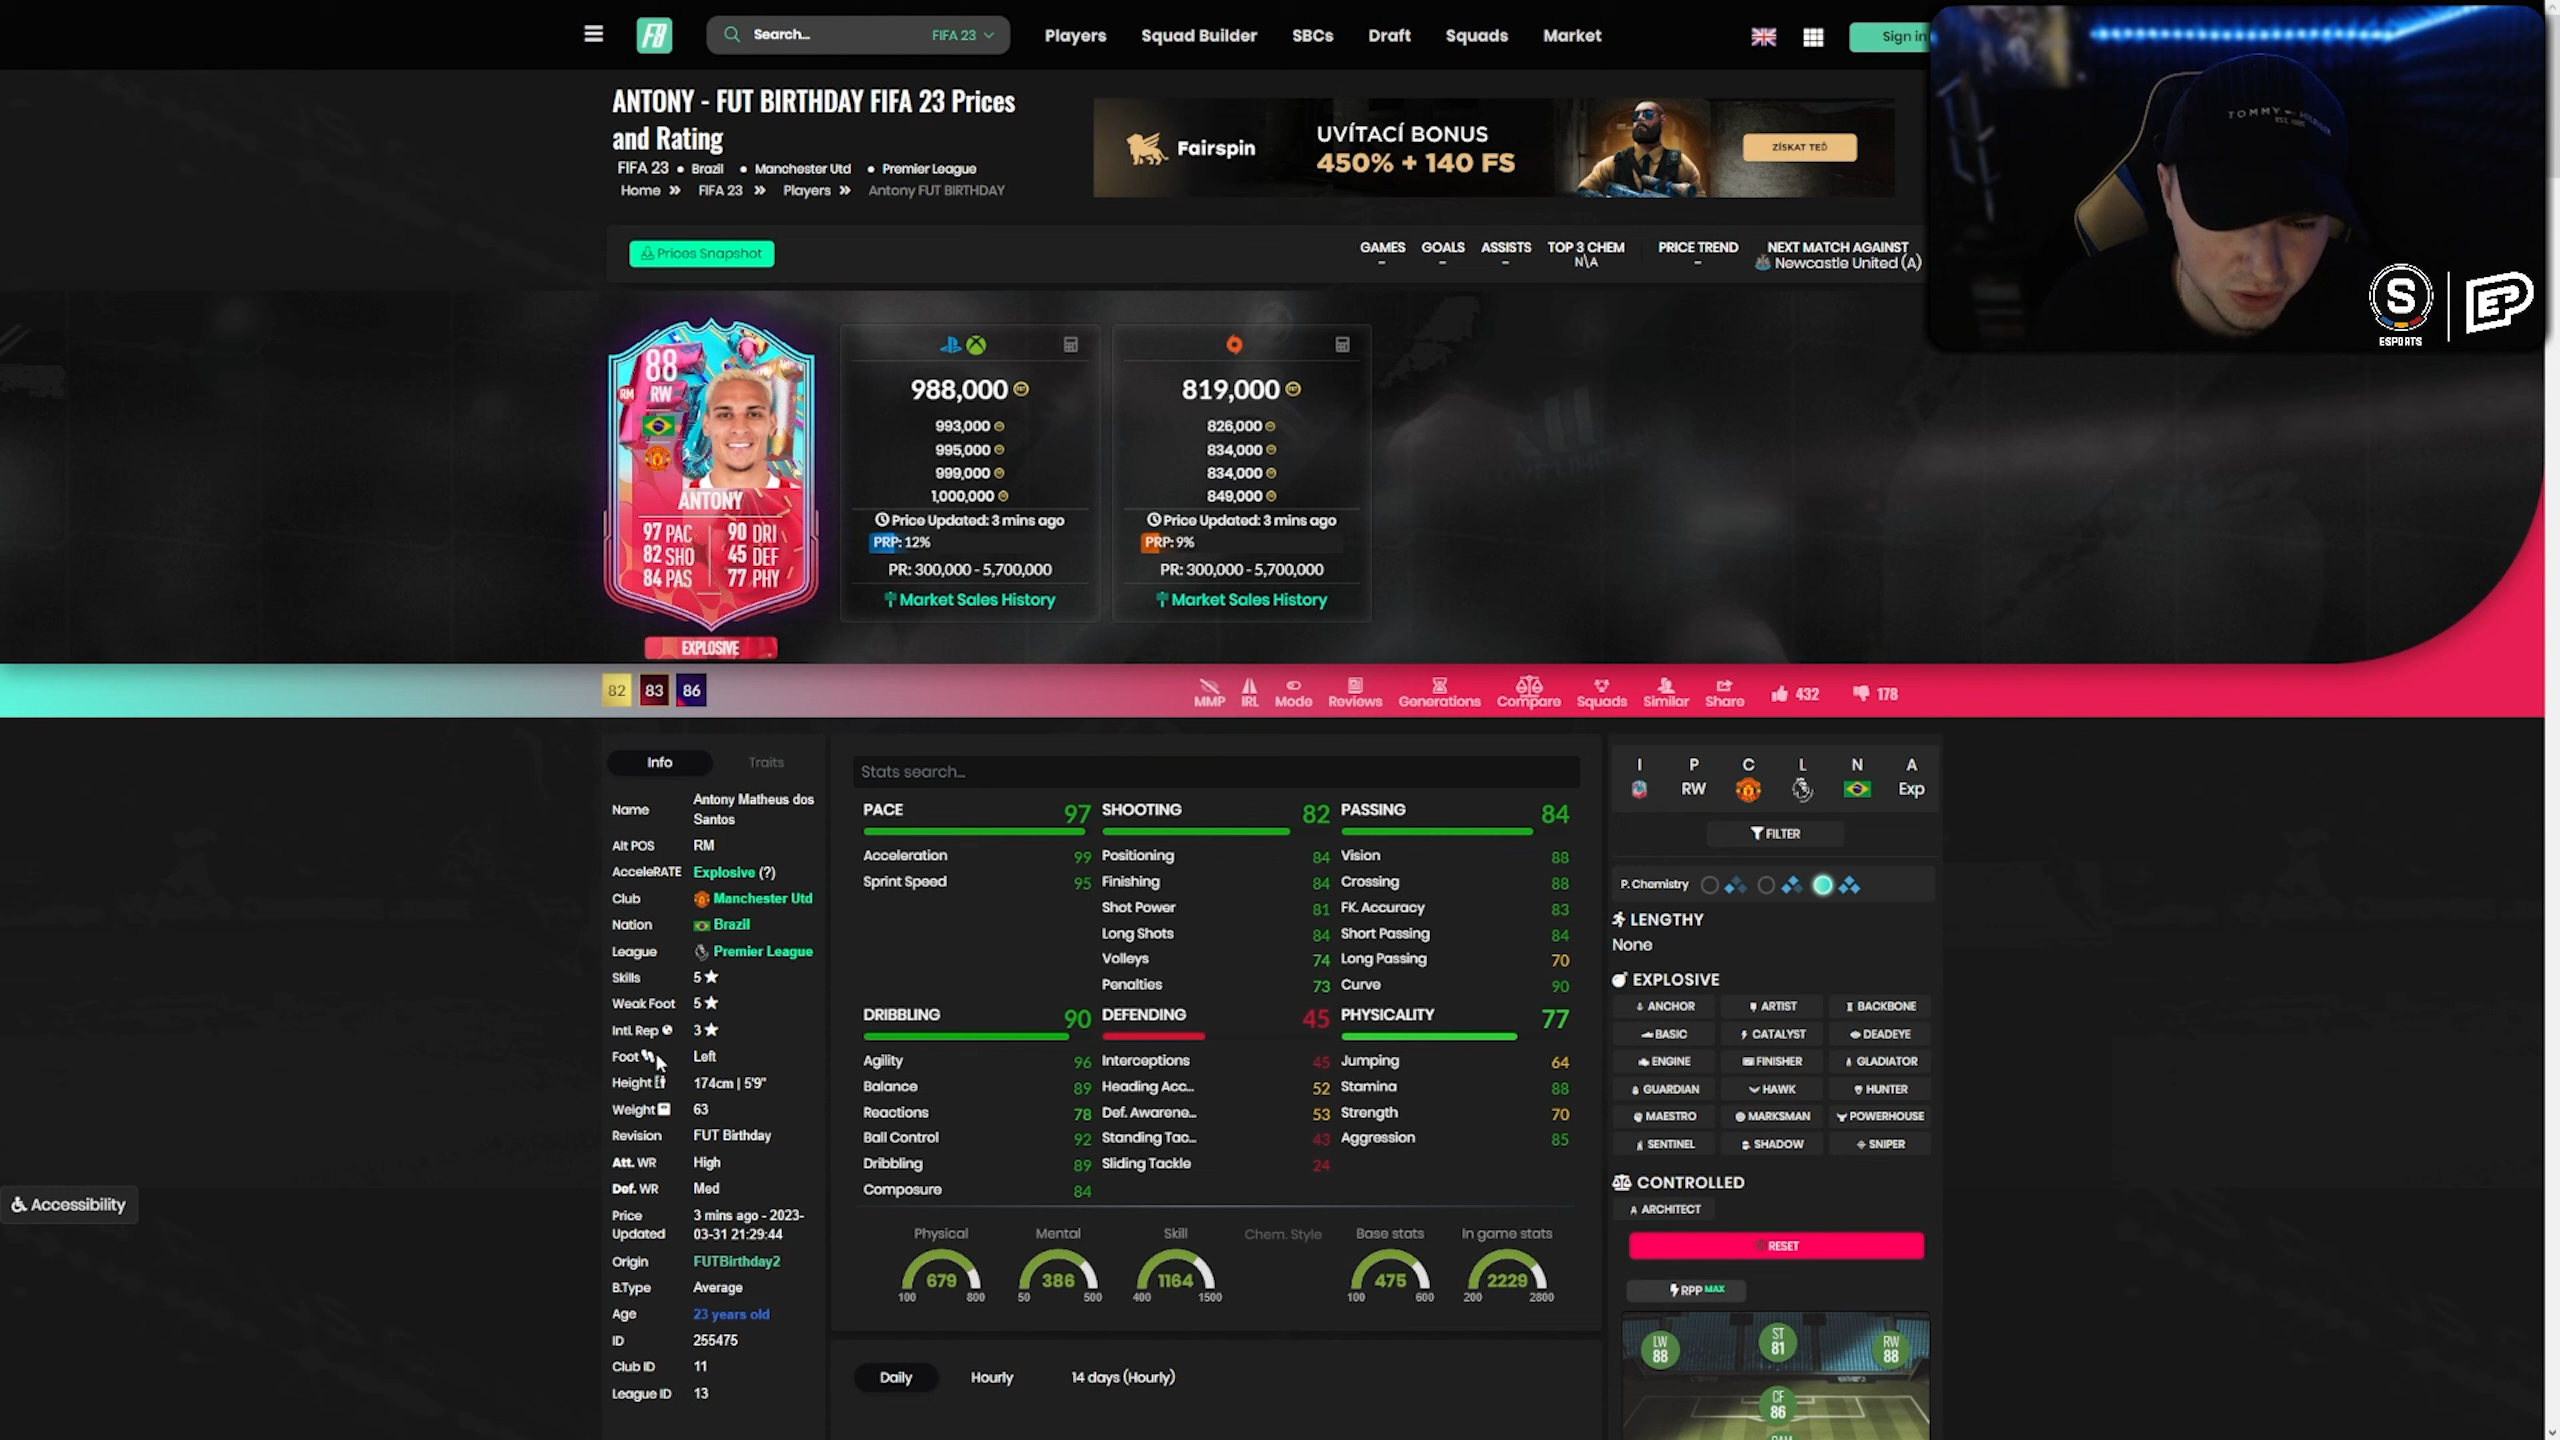 Search...
FIFA 23
Players
Squad Builder
SBCs
Draft
Squads
Market
Sign in
ANTONY - FUT BIRTHDAY FIFA 23 Prices
and Rating
FIFA 23 • Brazil • Manchester Utd • Premier League
Home » FIFA 23 » Players » Antony FUT BIRTHDAY
Fairspin
UVÍTACÍ BONUS
450% + 140 FS
ZÍSKAT TEĎ
TOMMY
ESPORTS
Prices Snapshot
GAMES
-
GOALS
-
ASSISTS
-
TOP 3 CHEM
N\A
PRICE TREND
-
NEXT MATCH AGAINST
Newcastle United (A)
88
RW
RM
ANTONY
97 PAC 90 DRI
82 SHO 45 DEF
84 PAS 77 PHY
EXPLOSIVE
988,000
993,000
995,000
999,000
1,000,000
Price Updated: 3 mins ago
PRP: 12%
PR: 300,000 - 5,700,000
Market Sales History
819,000
826,000
834,000
834,000
849,000
Price Updated: 3 mins ago
PRP: 9%
PR: 300,000 - 5,700,000
Market Sales History
82 83 86
MMP
IRL
Mode
Reviews
Generations
Compare
Squads
Similar
Share
432
178
Info
Traits
Name Antony Matheus dos
Santos
Alt POS RM
AcceleRATE Explosive (?)
Club Manchester Utd
Nation Brazil
League Premier League
Skills 5
Weak Foot 5
Intl. Rep 3
Foot Left
Height 174cm | 5'9"
Weight 63
Revision FUT Birthday
Att. WR High
Def. WR Med
Price 3 mins ago - 2023-
Updated 03-31 21:29:44
Origin FUTBirthday2
B.Type Average
Age 23 years old
ID 255475
Club ID 11
League ID 13
Accessibility
Stats search...
PACE 97
Acceleration 99
Sprint Speed 95
SHOOTING 82
Positioning 84
Finishing 84
Shot Power 81
Long Shots 84
Volleys 74
Penalties 73
PASSING 84
Vision 88
Crossing 88
FK. Accuracy 83
Short Passing 84
Long Passing 70
Curve 90
DRIBBLING 90
Agility 96
Balance 89
Reactions 78
Ball Control 92
Dribbling 89
Composure 84
DEFENDING 45
Interceptions 45
Heading Acc... 52
Def. Awarene... 53
Standing Tac... 43
Sliding Tackle 24
PHYSICALITY 77
Jumping 64
Stamina 88
Strength 70
Aggression 85
Physical
679
100 800
Mental
386
50 500
Skill
1164
400 1500
Chem. Style
Base stats
475
100 600
In game stats
2229
200 2800
Daily
Hourly
14 days (Hourly)
I P C L N A
RW Exp
FILTER
P. Chemistry
LENGTHY
None
EXPLOSIVE
ANCHOR ARTIST BACKBONE
BASIC CATALYST DEADEYE
ENGINE FINISHER GLADIATOR
GUARDIAN HAWK HUNTER
MAESTRO MARKSMAN POWERHOUSE
SENTINEL SHADOW SNIPER
CONTROLLED
ARCHITECT
RESET
RPP MAX
LW
88
ST
81
RW
88
CF
86